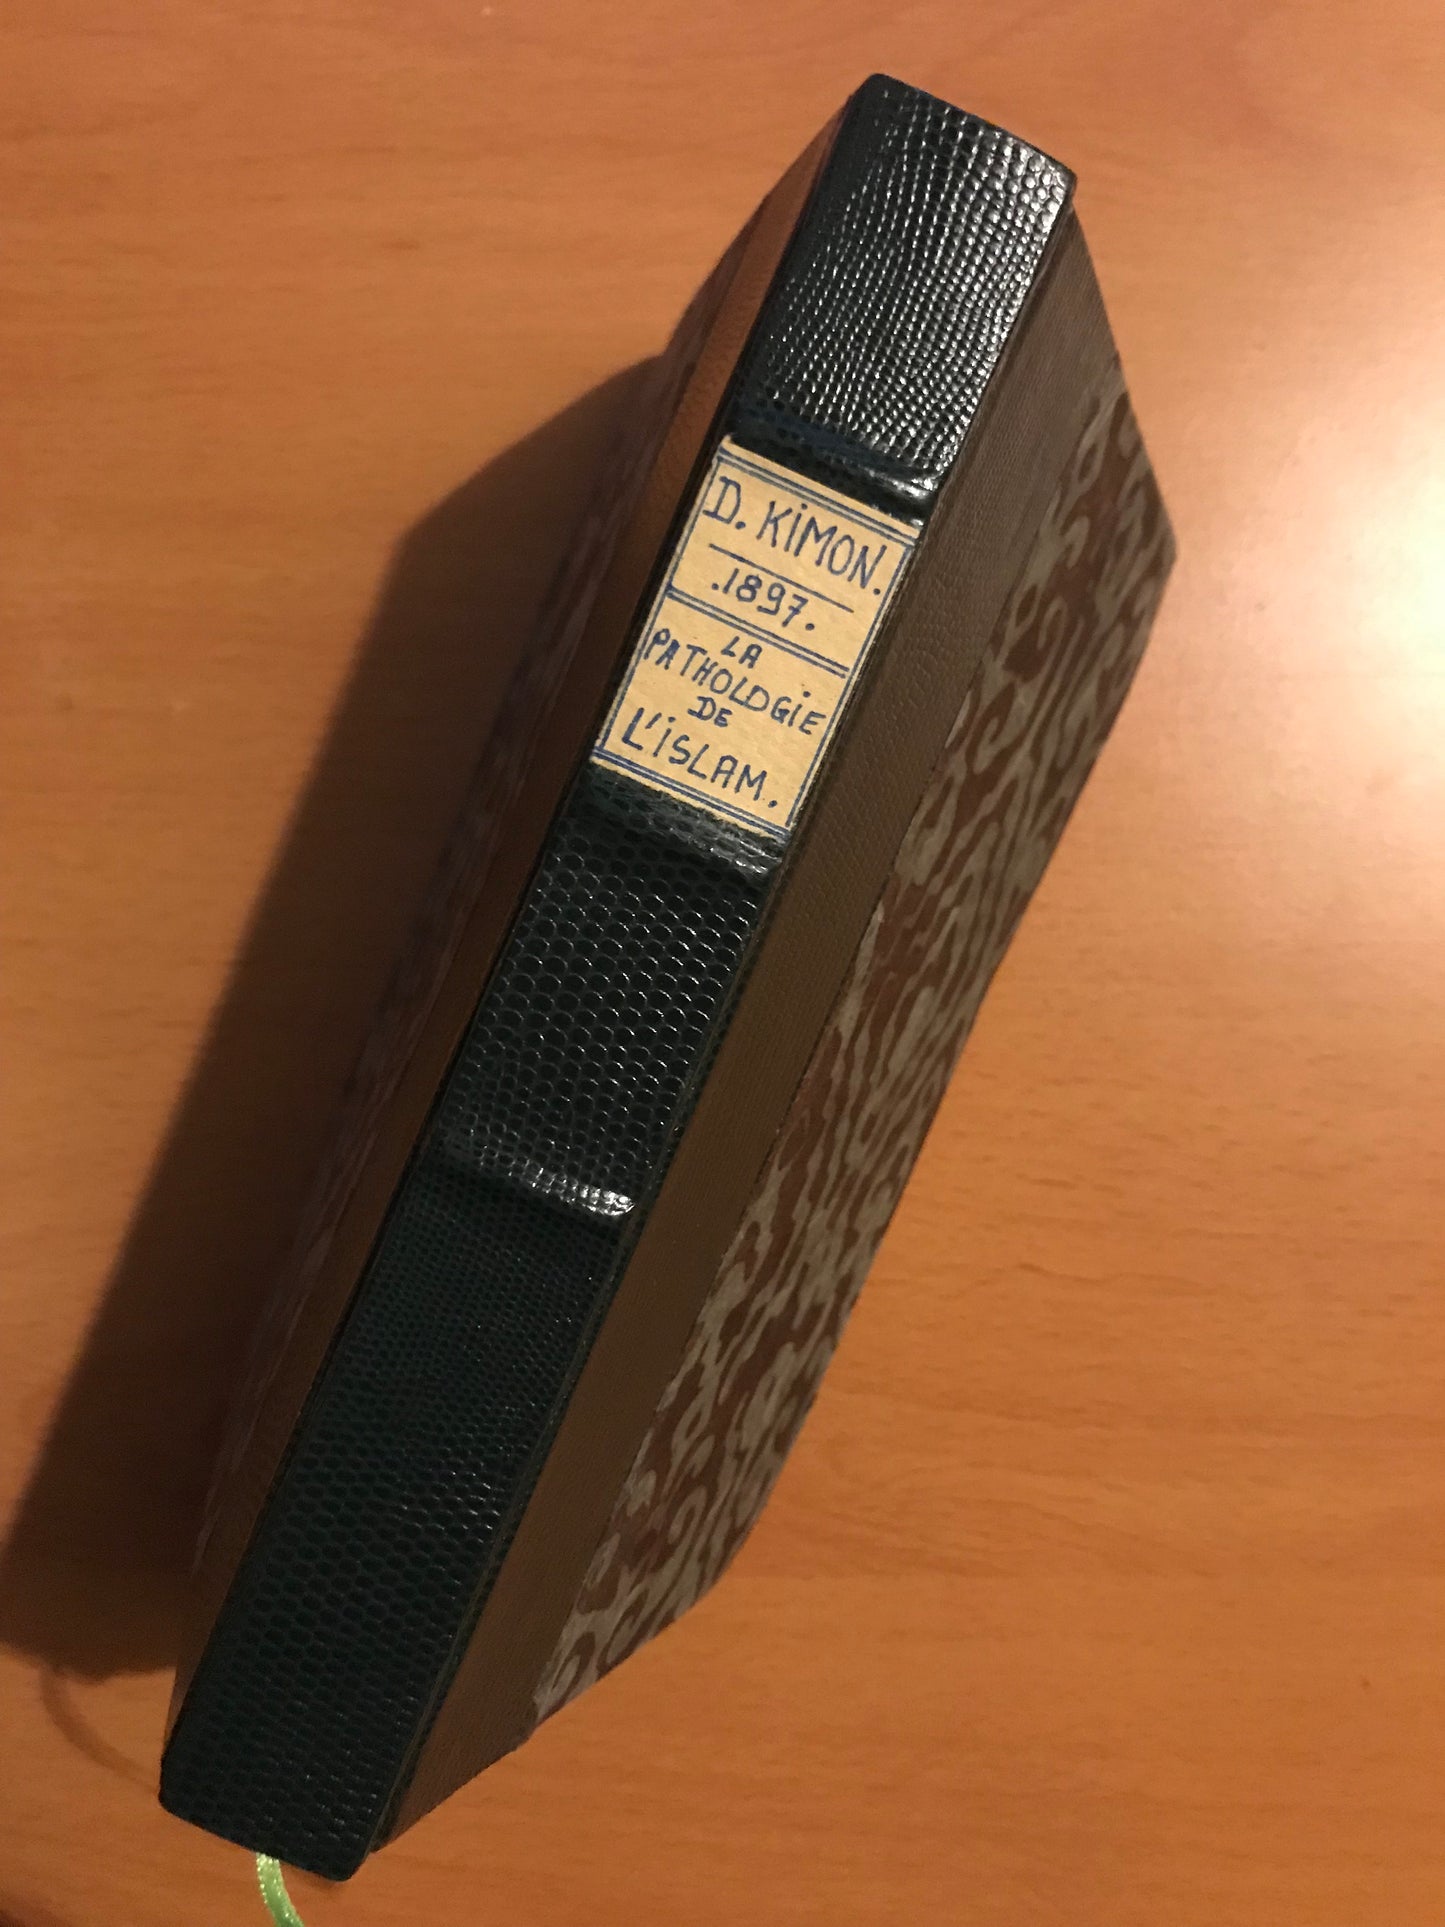 D. KiMON.
.1897.
LA
PATHOLOGiE
DE
L'iSLAM.